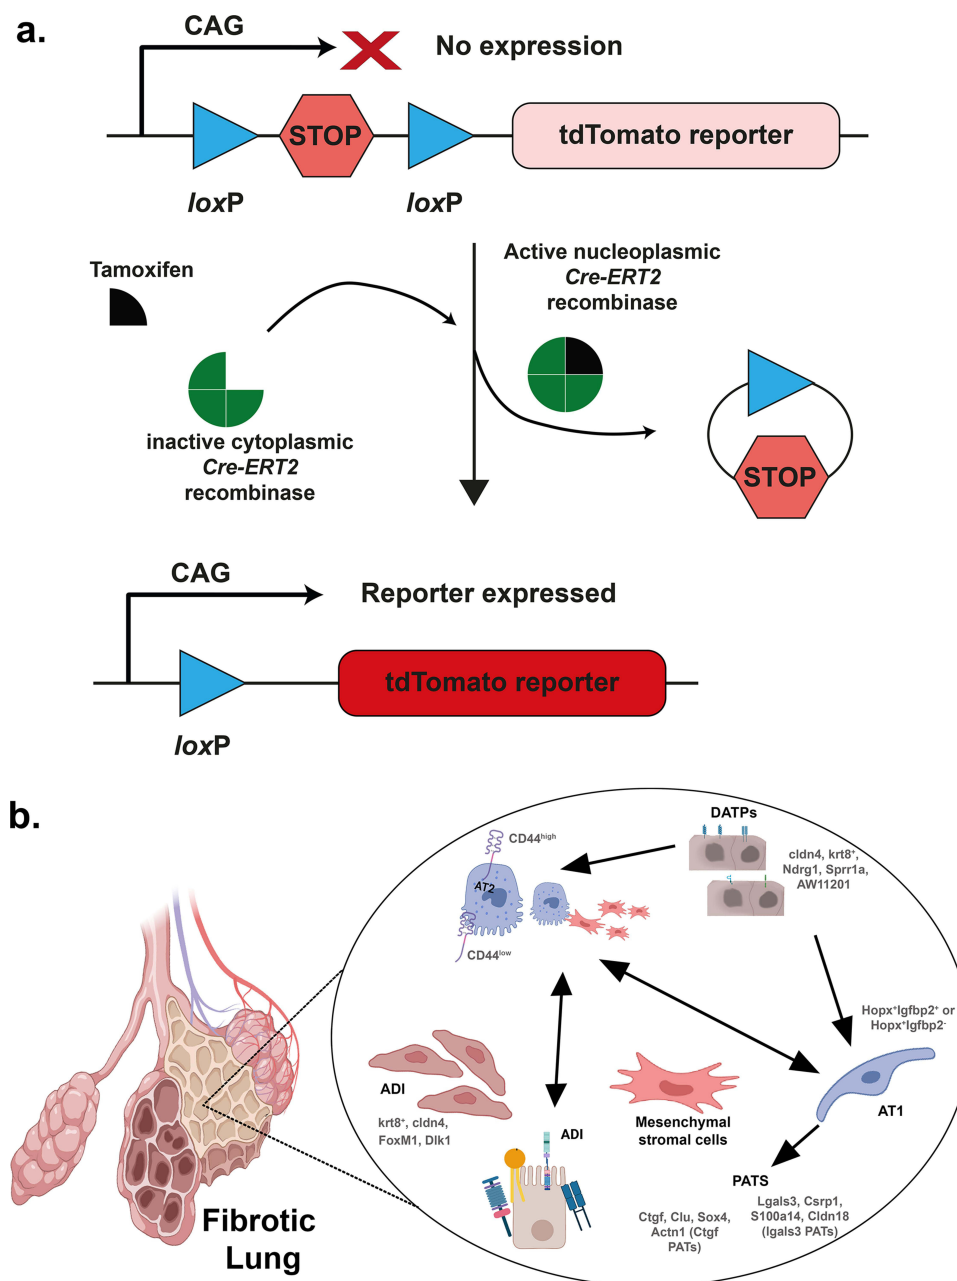 a.
CAG
No expression
STOP
tdTomato reporter
loxP
loxP
Tamoxifen
Active nucleoplasmic
Cre-ERT2
recombinase
inactive cytoplasmic
Cre-ERT2
recombinase
STOP
CAG
Reporter expressed
tdTomato reporter
loxP
b.
DATPs
CD44high
cldn4, krt8+,
Ndrg1, Sprr1a,
AW11201
AT2
CD44low
Hopx+Igfbp2+ or
Hopx+Igfbp2-
AT1
ADI
krt8+, cldn4,
FoxM1, Dlk1
ADI
Mesenchymal
stromal cells
PATS
Lgals3, Csrp1,
S100a14, Cldn18
(lgals3 PATs)
Ctgf, Clu, Sox4,
Actn1 (Ctgf
PATs)
Fibrotic
Lung